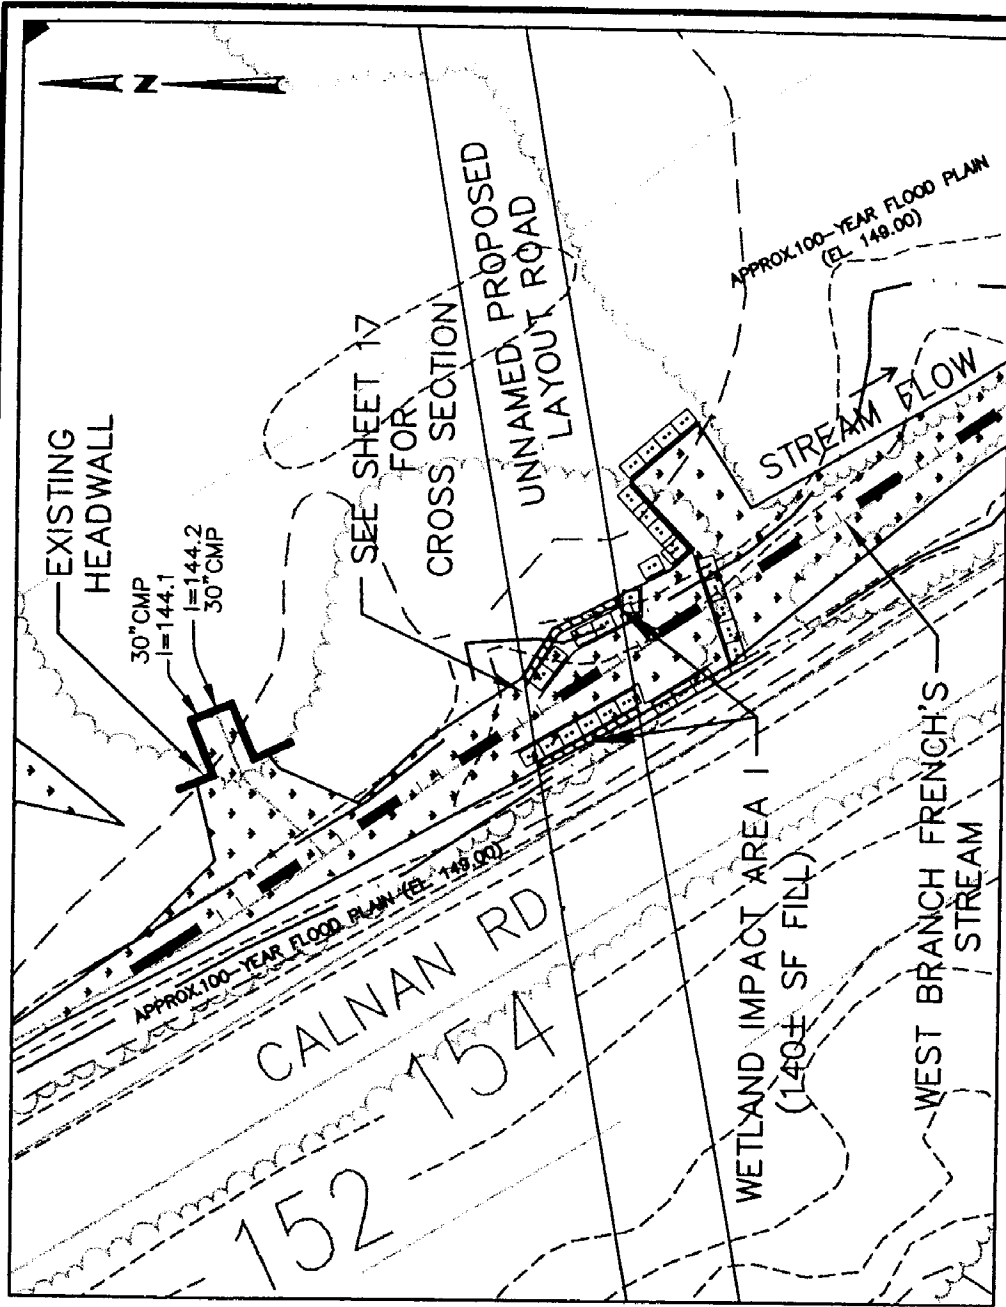 N
EXISTING
HEADWALL
30"CMP
I=144.1
I=144.2
30"CMP
SEE SHEET 17
FOR
CROSS SECTION
UNNAMED PROPOSED
LAYOUT ROAD
APPROX.100-YEAR FLOOD PLAIN
(EL. 149.00)
STREAM FLOW
APPROX.100-YEAR FLOOD PLAIN (EL. 149.00)
CALNAN RD
154
152
WETLAND IMPACT AREA 1
(140± SF FILL)
WEST BRANCH FRENCH'S
STREAM